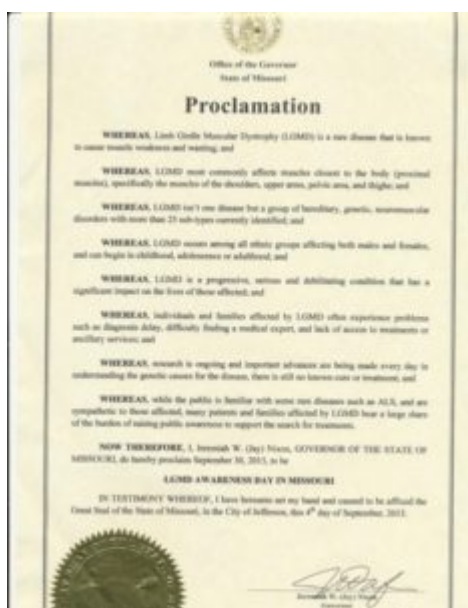 Office of the Governor
State of Missouri
Proclamation
WHEREAS, Limb Girdle Muscular Dystrophy (LGMD) is a rare disease that is known
to cause muscle weakness and wasting; and
WHEREAS, LGMD most commonly affects muscles closest to the body (proximal
muscles), specifically the muscles of the shoulders, upper arms, pelvic area, and thighs; and
WHEREAS, LGMD isn't one disease but a group of hereditary, genetic, neuromuscular
disorders with more than 25 sub-types currently identified; and
WHEREAS, LGMD occurs among all ethnic groups affecting both males and females,
and can begin in childhood, adolescence or adulthood; and
WHEREAS, LGMD is a progressive, serious and debilitating condition that has a
significant impact on the lives of those affected; and
WHEREAS, individuals and families affected by LGMD often experience problems
such as diagnosis delay, difficulty finding a medical expert, and lack of access to treatments or
ancillary services; and
WHEREAS, research is ongoing and important advances are being made every day in
understanding the genetic causes for the disease, there is still no known cure or treatment; and
WHEREAS, while the public is familiar with some rare diseases such as ALS, and are
sympathetic to those affected, many patients and families affected by LGMD bear a large share
of the burden of raising public awareness to support the search for treatments.
NOW THEREFORE, I, Jeremiah W. (Jay) Nixon, GOVERNOR OF THE STATE OF
MISSOURI, do hereby proclaim September 30, 2015, to be
LGMD AWARENESS DAY IN MISSOURI
IN TESTIMONY WHEREOF, I have hereunto set my hand and caused to be affixed the
Great Seal of the State of Missouri, in the City of Jefferson, this 4th day of September, 2015.
Jeremiah W. (Jay) Nixon
Governor